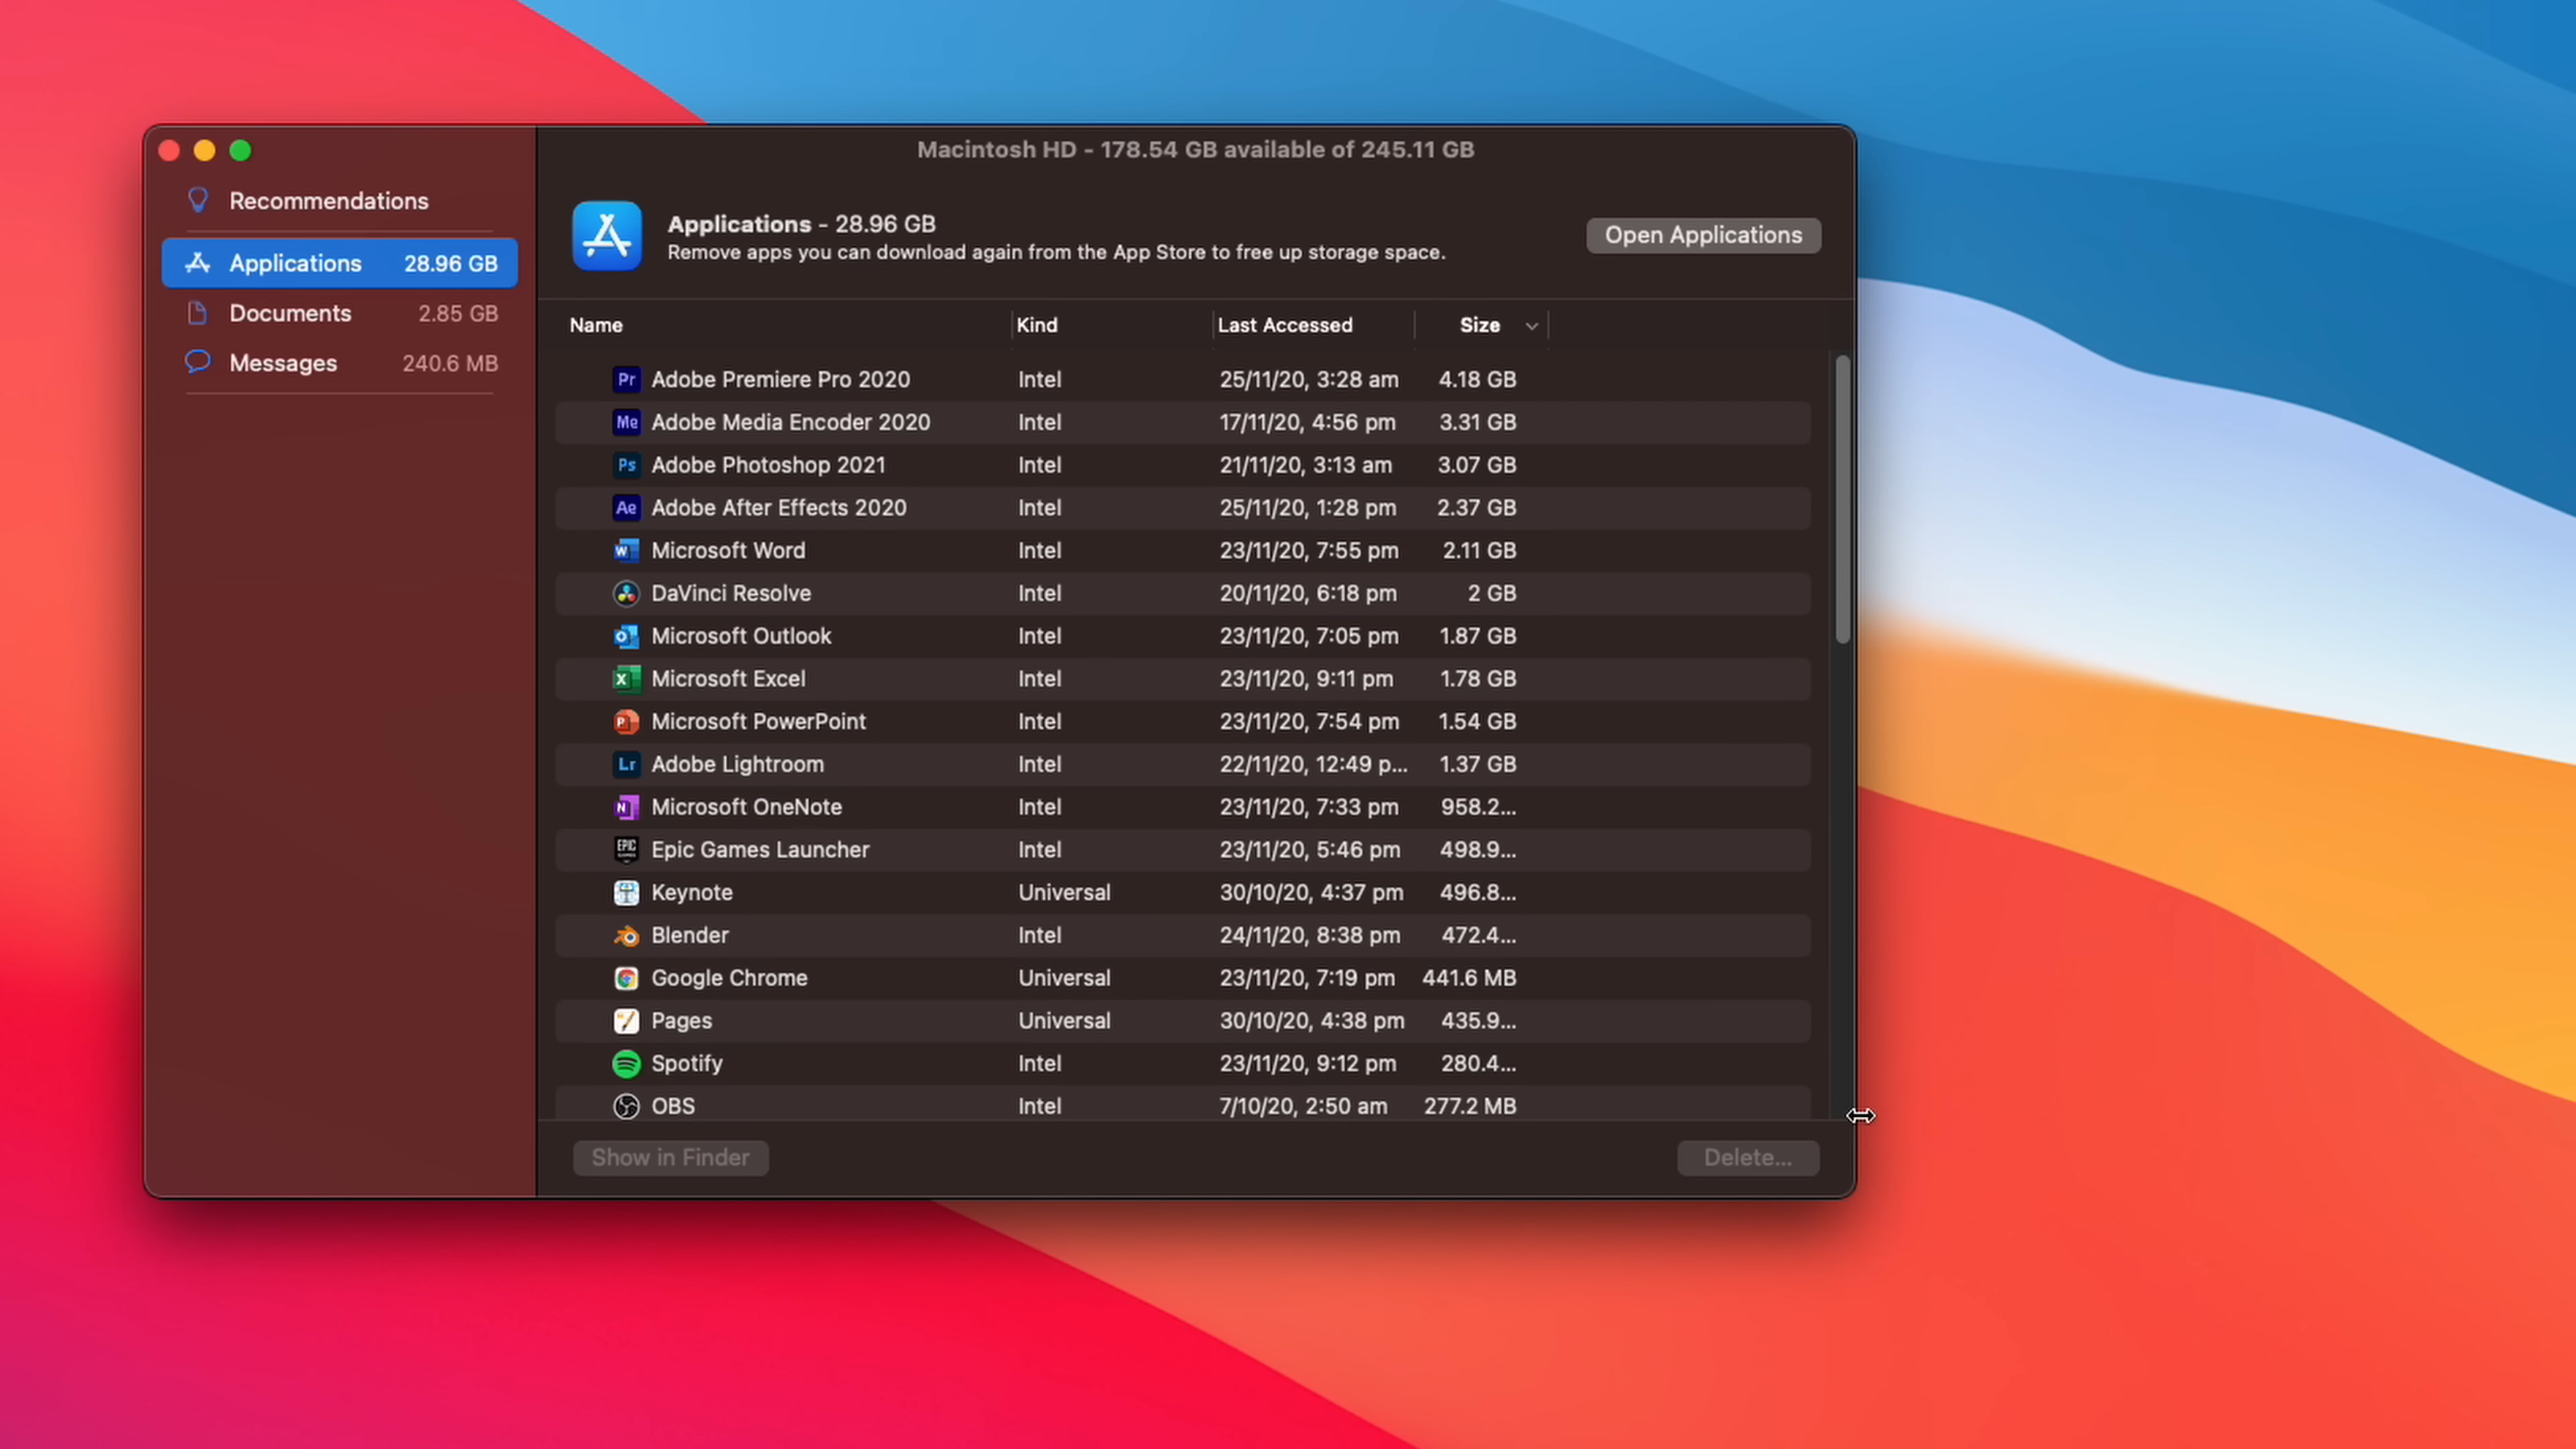 Macintosh HD - 178.54 GB available of 245.11 GB
Recommendations
Applications 28.96 GB
Documents 2.85 GB
Messages 240.6 MB
Applications - 28.96 GB
Remove apps you can download again from the App Store to free up storage space.
Open Applications
Name Kind Last Accessed Size
Pr Adobe Premiere Pro 2020 Intel 25/11/20, 3:28 am 4.18 GB
Me Adobe Media Encoder 2020 Intel 17/11/20, 4:56 pm 3.31 GB
Ps Adobe Photoshop 2021 Intel 21/11/20, 3:13 am 3.07 GB
Ae Adobe After Effects 2020 Intel 25/11/20, 1:28 pm 2.37 GB
W Microsoft Word Intel 23/11/20, 7:55 pm 2.11 GB
DaVinci Resolve Intel 20/11/20, 6:18 pm 2 GB
O Microsoft Outlook Intel 23/11/20, 7:05 pm 1.87 GB
X Microsoft Excel Intel 23/11/20, 9:11 pm 1.78 GB
P Microsoft PowerPoint Intel 23/11/20, 7:54 pm 1.54 GB
Lr Adobe Lightroom Intel 22/11/20, 12:49 p... 1.37 GB
N Microsoft OneNote Intel 23/11/20, 7:33 pm 958.2...
EPIC Epic Games Launcher Intel 23/11/20, 5:46 pm 498.9...
Keynote Universal 30/10/20, 4:37 pm 496.8...
Blender Intel 24/11/20, 8:38 pm 472.4...
Google Chrome Universal 23/11/20, 7:19 pm 441.6 MB
Pages Universal 30/10/20, 4:38 pm 435.9...
Spotify Intel 23/11/20, 9:12 pm 280.4...
OBS Intel 7/10/20, 2:50 am 277.2 MB
Show in Finder Delete...